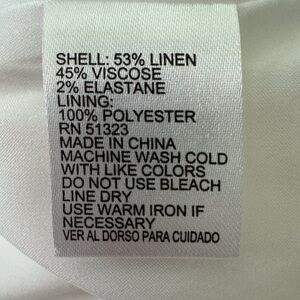 SHELL: 53% LINEN
45% VISCOSE
2% ELASTANE
LINING:
100% POLYESTER
RN 51323
MADE IN CHINA
MACHINE WASH COLD
WITH LIKE COLORS
DO NOT USE BLEACH
LINE DRY
USE WARM IRON IF
NECESSARY
VER AL DORSO PARA CUIDADO